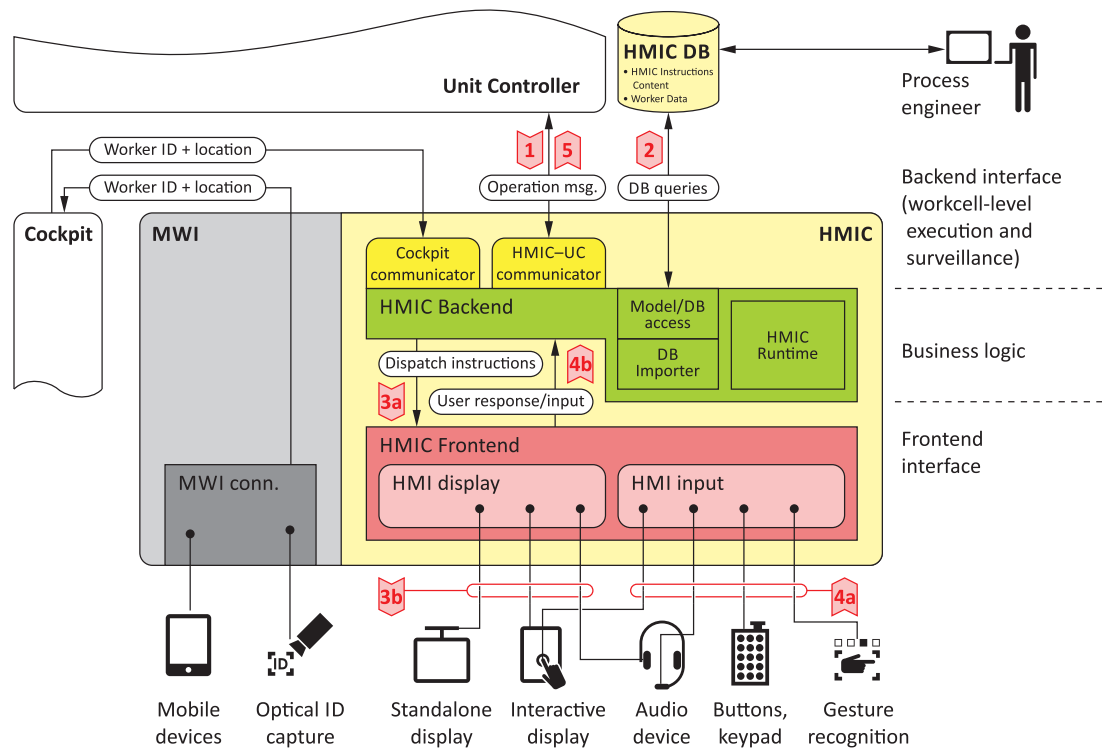 HMIC DB
• HMIC Instructions
Content
• Worker Data
Unit Controller
Process
engineer
1
5
2
Worker ID + location
Operation msg.
DB queries
Worker ID + location
Backend interface
(workcell-level
execution and
surveillance)
Cockpit
MWI
HMIC
Cockpit
communicator
HMIC–UC
communicator
HMIC Backend
Model/DB
access
DB
Importer
HMIC
Runtime
Business logic
Dispatch instructions
4b
3a
User response/input
HMIC Frontend
Frontend
interface
MWI conn.
HMI display
HMI input
3b
4a
ID
Mobile
devices
Optical ID
capture
Standalone
display
Interactive
display
Audio
device
Buttons,
keypad
Gesture
recognition